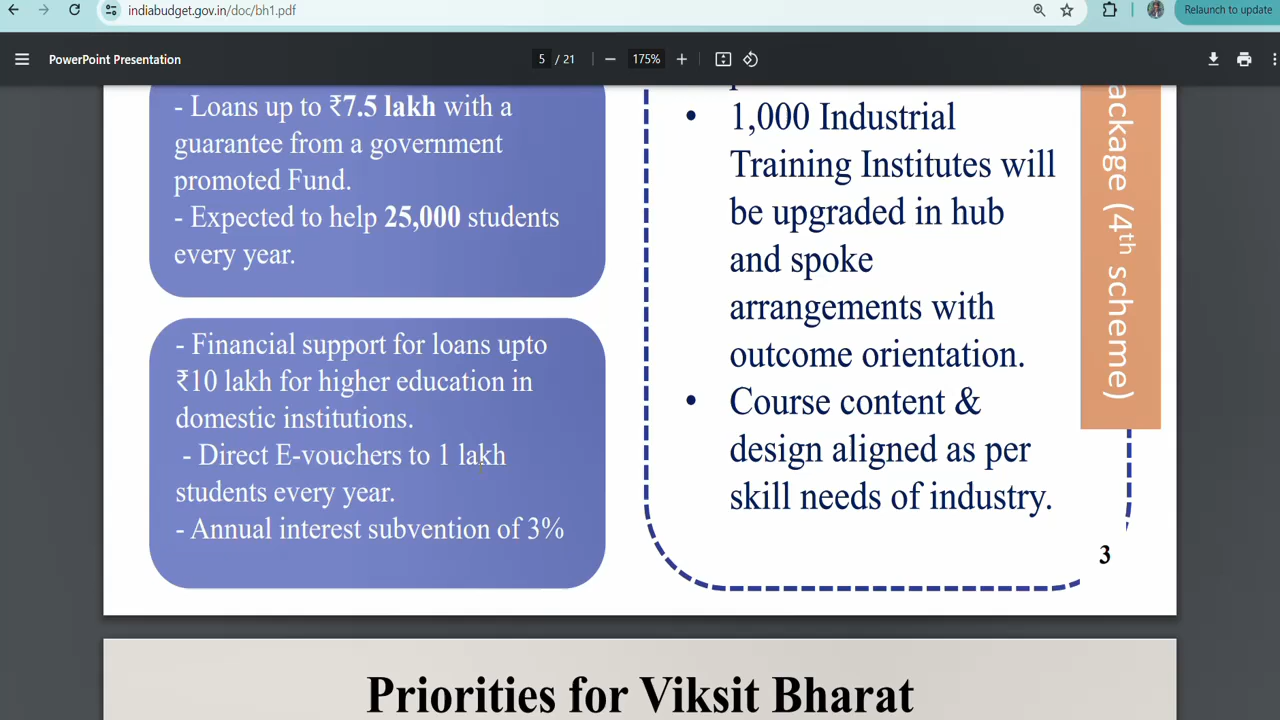 indiabudget.gov.in/doc/bh1.pdf
Relaunch to update
PowerPoint Presentation
5 / 21
175%
- Loans up to ₹7.5 lakh with a
guarantee from a government
promoted Fund.
- Expected to help 25,000 students
every year.
- Financial support for loans upto
₹10 lakh for higher education in
domestic institutions.
- Direct E-vouchers to 1 lakh
students every year.
- Annual interest subvention of 3%
• 1,000 Industrial
Training Institutes will
be upgraded in hub
and spoke
arrangements with
outcome orientation.
• Course content &
design aligned as per
skill needs of industry.
(4th scheme)
3
Priorities for Viksit Bharat